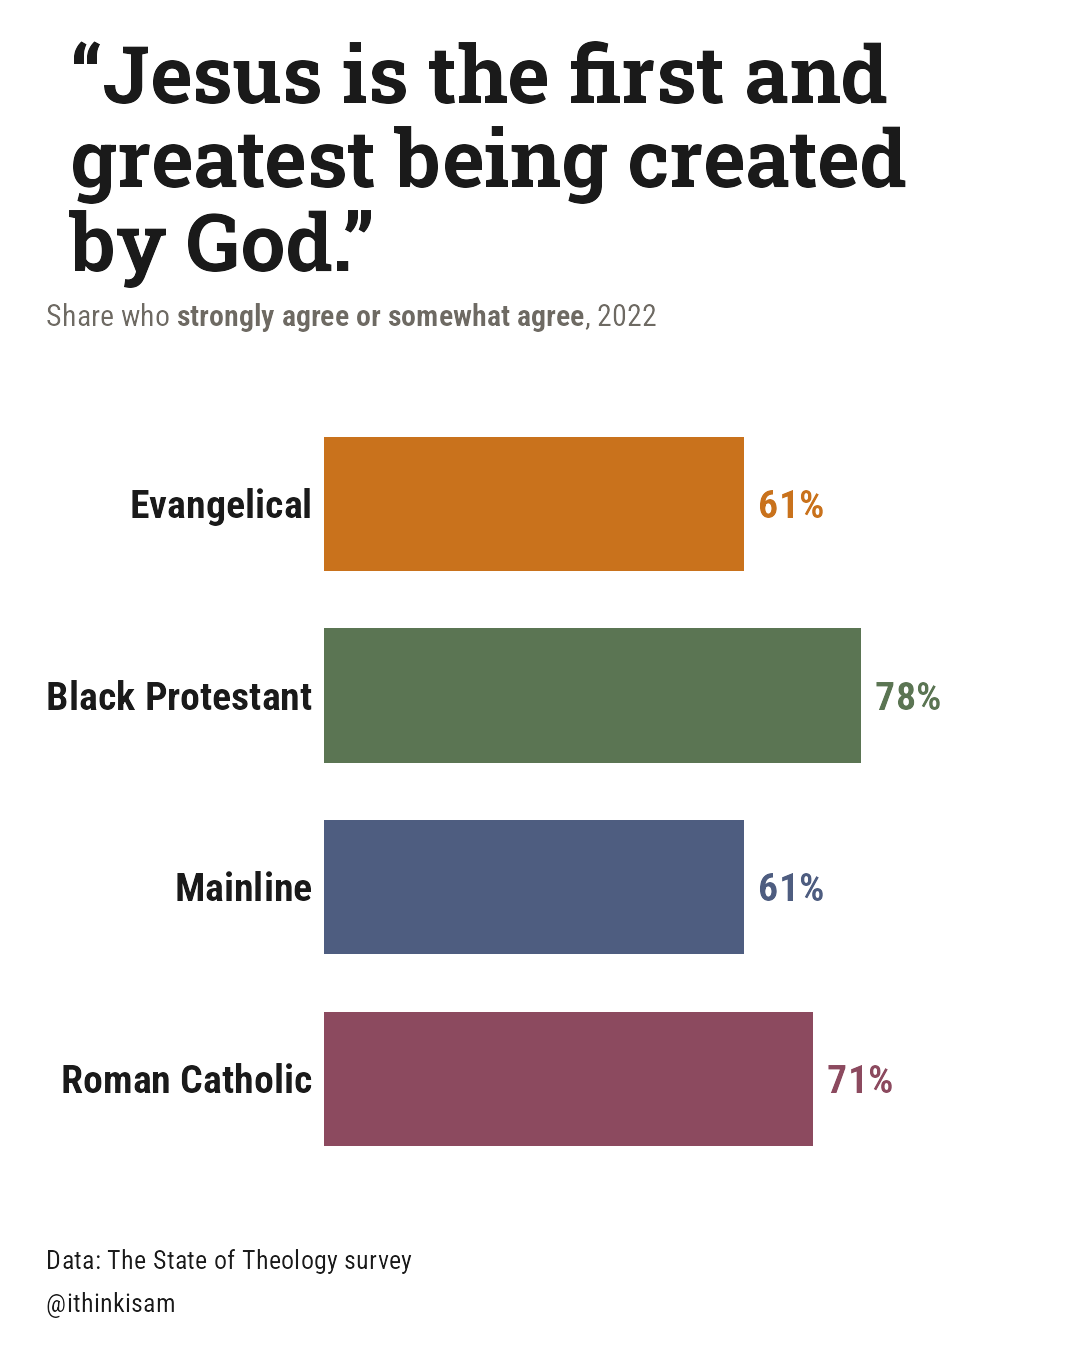 “Jesus is the first and
greatest being created
by God.”
Share who strongly agree or somewhat agree, 2022
Evangelical 61%
Black Protestant 78%
Mainline 61%
Roman Catholic 71%
Data: The State of Theology survey
@ithinkisam